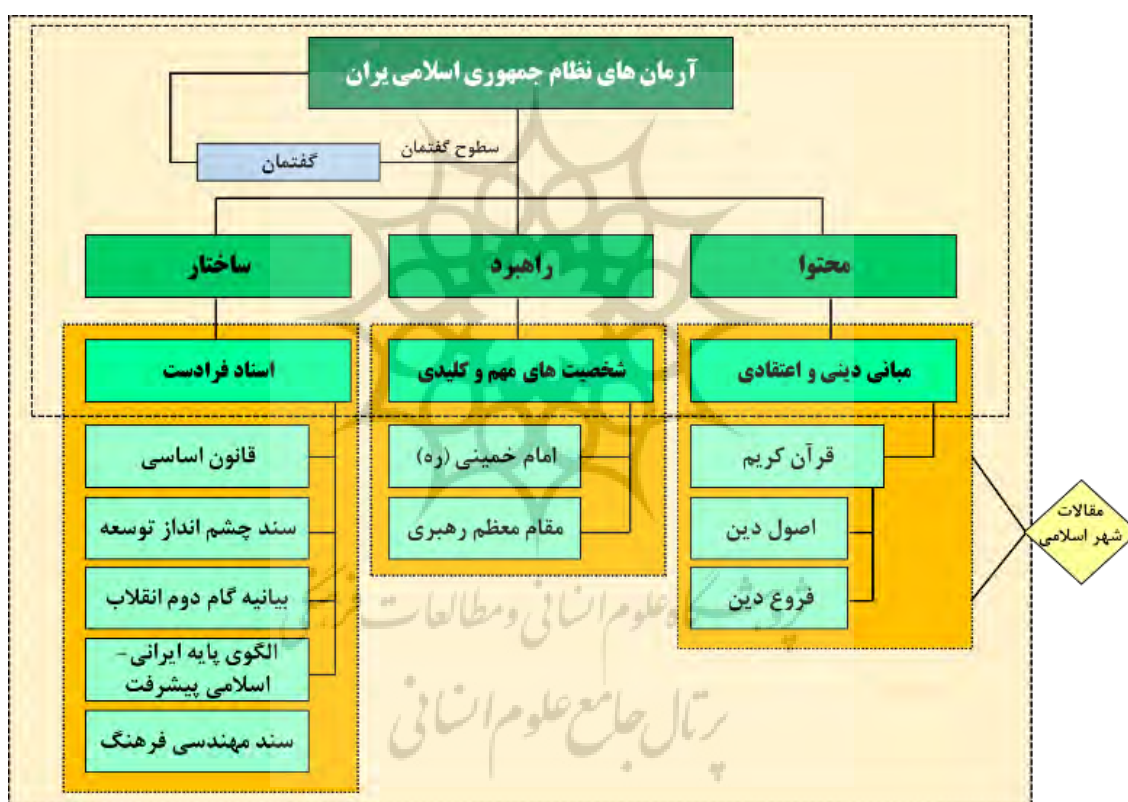 آرمان های نظام جمهوری اسلامی یران
سطوح گفتمان
گفتمان
محتوا
راهبرد
ساختار
مبانی دینی و اعتقادی
شخصیت های مهم و کلیدی
اسناد فرادست
قرآن کریم
اصول دین
فروع دین
امام خمینی (ره)
مقام معظم رهبری
قانون اساسی
سند چشم انداز توسعه
بیانیه گام دوم انقلاب
الگوی پایه ایرانی-
اسلامی پیشرفت
سند مهندسی فرهنگ
مقالات
شهر اسلامی
پژوهشگاه علوم انسانی و مطالعات فرهنگی
پرتال جامع علوم انسانی